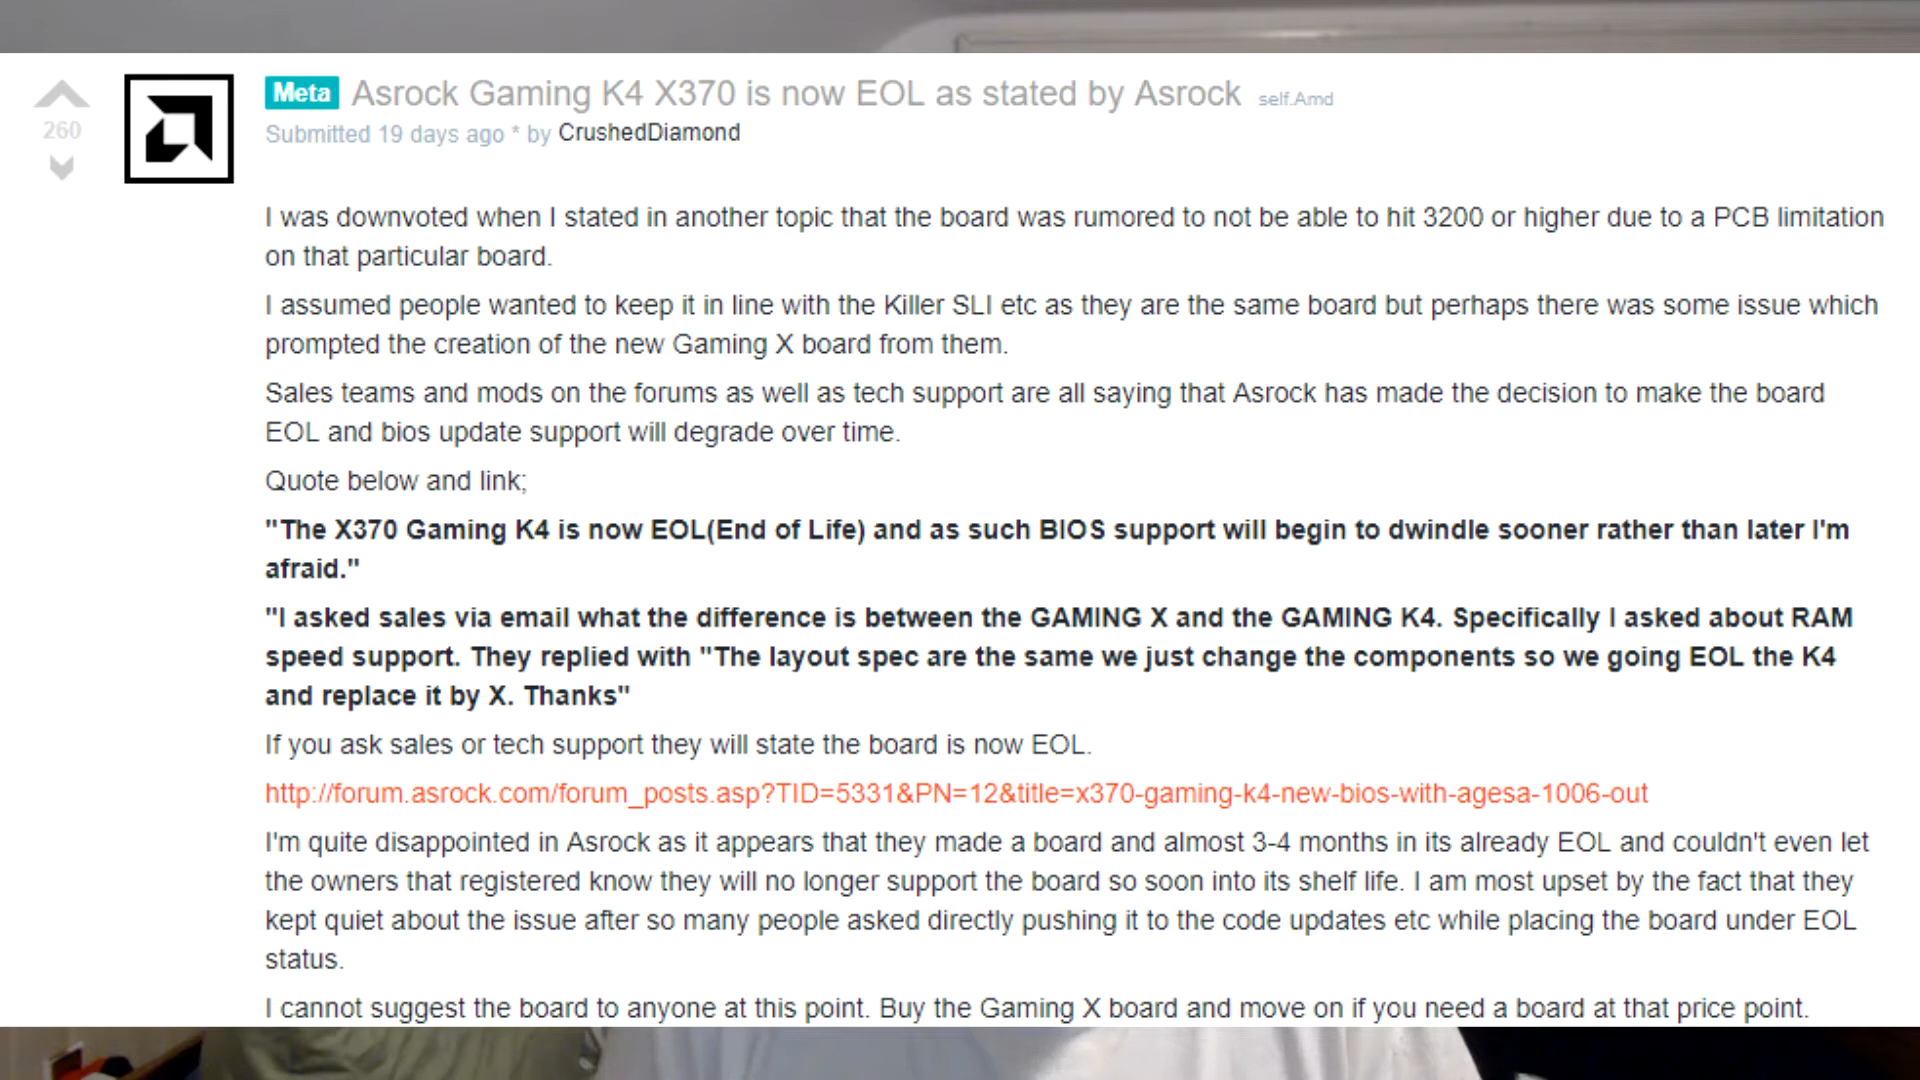 Meta Asrock Gaming K4 X370 is now EOL as stated by Asrock self.Amd
260
Submitted 19 days ago * by CrushedDiamond
I was downvoted when I stated in another topic that the board was rumored to not be able to hit 3200 or higher due to a PCB limitation
on that particular board.
I assumed people wanted to keep it in line with the Killer SLI etc as they are the same board but perhaps there was some issue which
prompted the creation of the new Gaming X board from them.
Sales teams and mods on the forums as well as tech support are all saying that Asrock has made the decision to make the board
EOL and bios update support will degrade over time.
Quote below and link;
"The X370 Gaming K4 is now EOL(End of Life) and as such BIOS support will begin to dwindle sooner rather than later I'm
afraid."
"I asked sales via email what the difference is between the GAMING X and the GAMING K4. Specifically I asked about RAM
speed support. They replied with "The layout spec are the same we just change the components so we going EOL the K4
and replace it by X. Thanks"
If you ask sales or tech support they will state the board is now EOL.
http://forum.asrock.com/forum_posts.asp?TID=5331&PN=12&title=x370-gaming-k4-new-bios-with-agesa-1006-out
I'm quite disappointed in Asrock as it appears that they made a board and almost 3-4 months in its already EOL and couldn't even let
the owners that registered know they will no longer support the board so soon into its shelf life. I am most upset by the fact that they
kept quiet about the issue after so many people asked directly pushing it to the code updates etc while placing the board under EOL
status.
I cannot suggest the board to anyone at this point. Buy the Gaming X board and move on if you need a board at that price point.